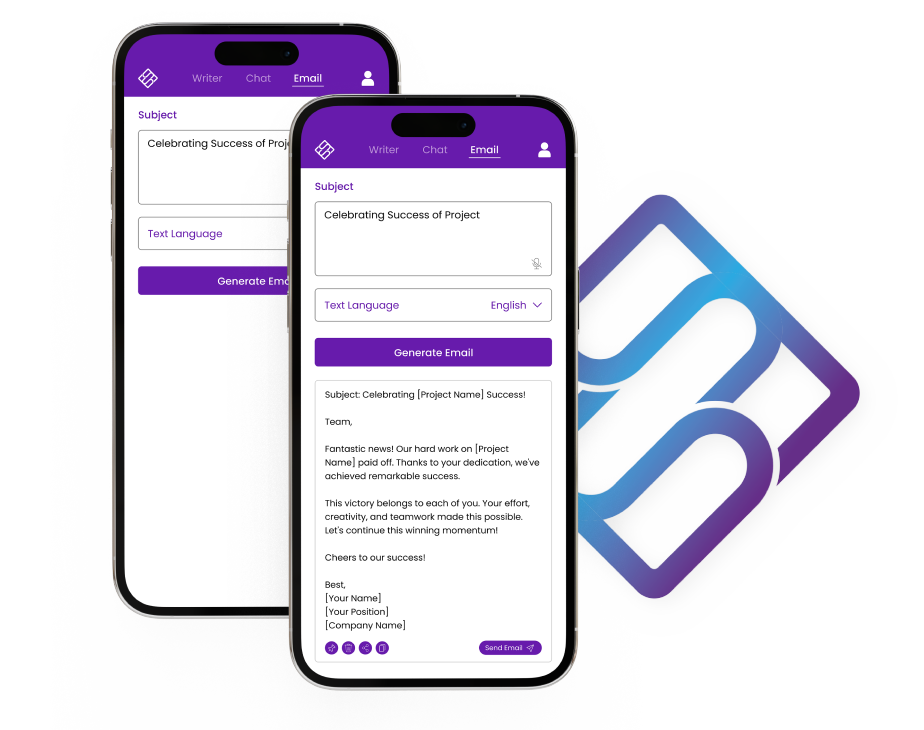 Writer Chat Email
Subject
Celebrating Success of
Text Language
Generate
Writer Chat Email
Subject
Celebrating Success of Project
Text Language English
Generate Email
Subject: Celebrating [Project Name] Success!
Team,
Fantastic news! Our hard work on [Project
Name] paid off. Thanks to your dedication, we've
achieved remarkable success.
This victory belongs to each of you. Your effort,
creativity, and teamwork made this possible.
Let's continue this winning momentum!
Cheers to our success!
Best,
[Your Name]
[Your Position]
[Company Name]
Send Email